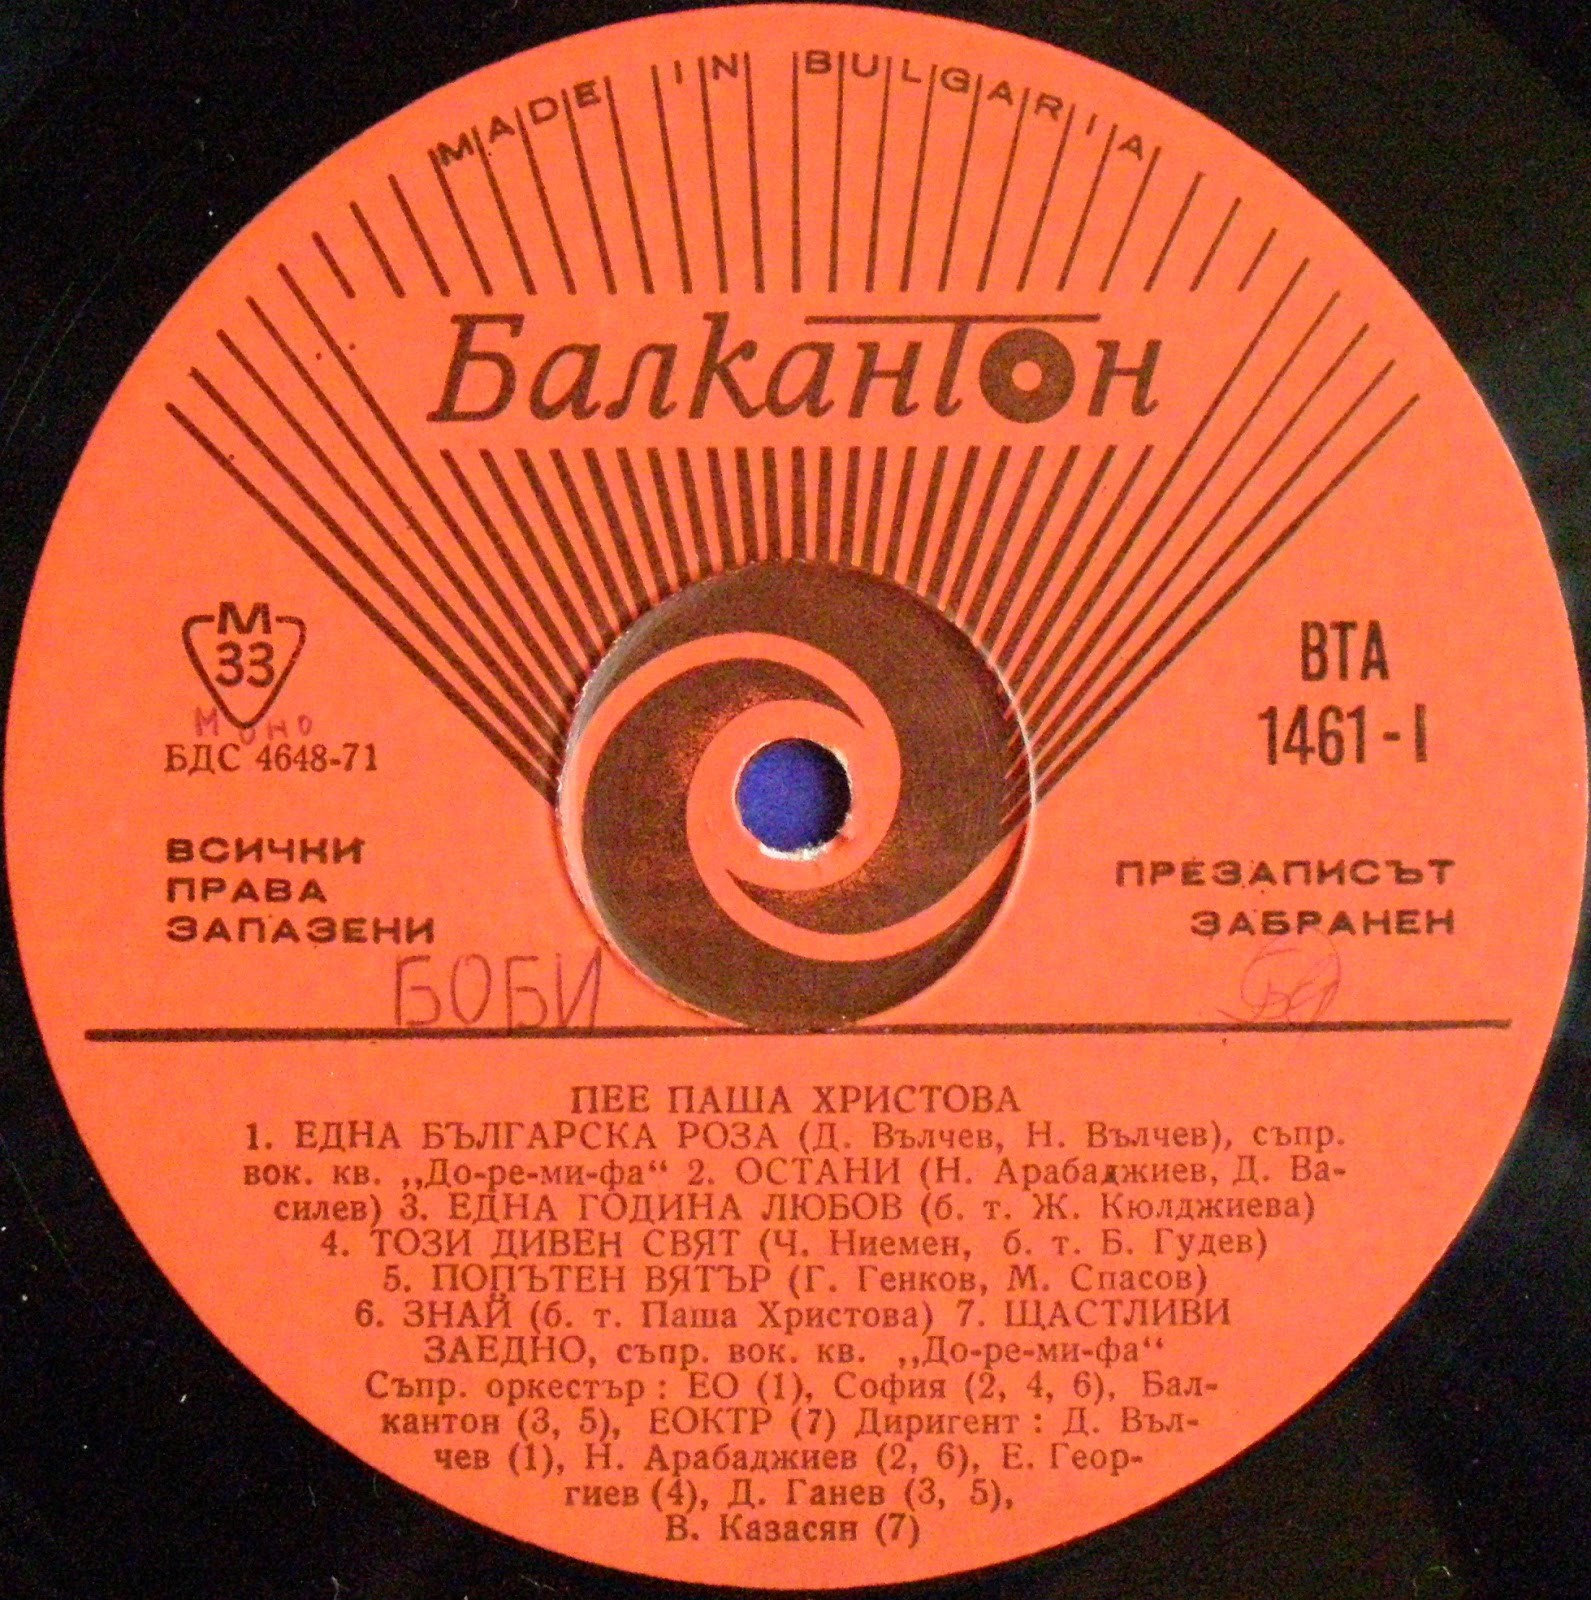 MADE IN BULGARIA
Балкантон
М
33
Моно
БДС 4648-71
ВТА
1461-I
ВСИЧКИ
ПРАВА
ЗАПАЗЕНИ
ПРЕЗАПИСЪТ
ЗАБРАНЕН
БОБИ
ПЕЕ ПАША ХРИСТОВА
1. ЕДНА БЪЛГАРСКА РОЗА (Д. Вълчев, Н. Вълчев), съпр.
вок. кв. „До-ре-ми-фа“ 2. ОСТАНИ (Н. Арабаджиев, Д. Ва-
силев) 3. ЕДНА ГОДИНА ЛЮБОВ (б. т. Ж. Кюлджиева)
4. ТОЗИ ДИВЕН СВЯТ (Ч. Ниемен, б. т. Б. Гудев)
5. ПОПЪТЕН ВЯТЪР (Г. Генков, М. Спасов)
6. ЗНАЙ (б. т. Паша Христова) 7. ЩАСТЛИВИ
ЗАЕДНО, съпр. вок. кв. „До-ре-ми-фа“
Съпр. оркестър : ЕО (1), София (2, 4, 6), Бал-
кантон (3, 5), ЕОКТР (7) Диригент : Д. Въл-
чев (1), Н. Арабаджиев (2, 6), Е. Геор-
гиев (4), Д. Ганев (3, 5),
В. Казасян (7)